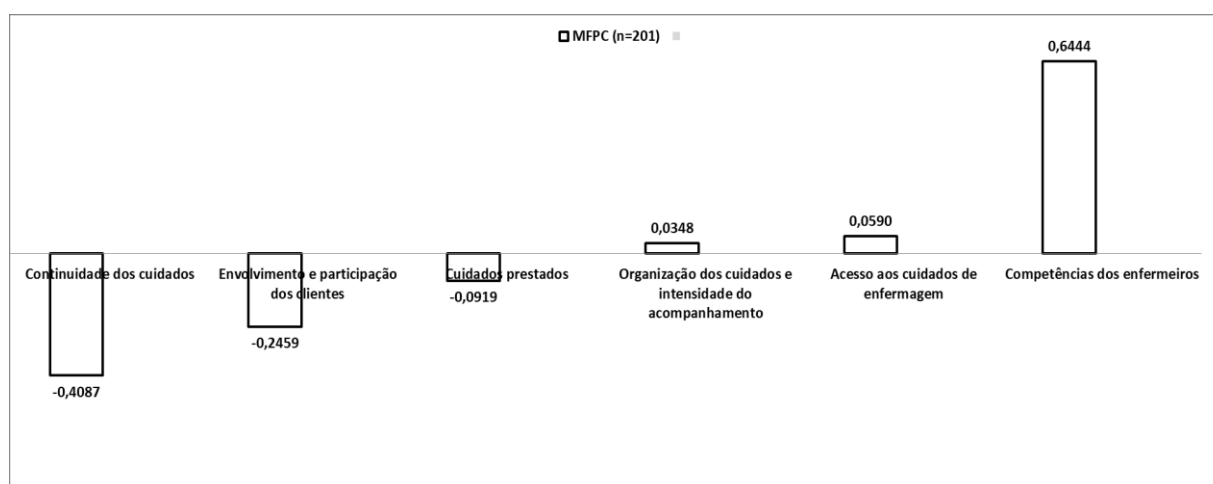 MFPC (n=201)
0,6444
0,0348
0,0590
Continuidade dos cuidados
Envolvimento e participação
dos clientes
Cuidados prestados
Organização dos cuidados e
intensidade do
acompanhamento
Acesso aos cuidados de
enfermagem
Competências dos enfermeiros
-0,0919
-0,2459
-0,4087